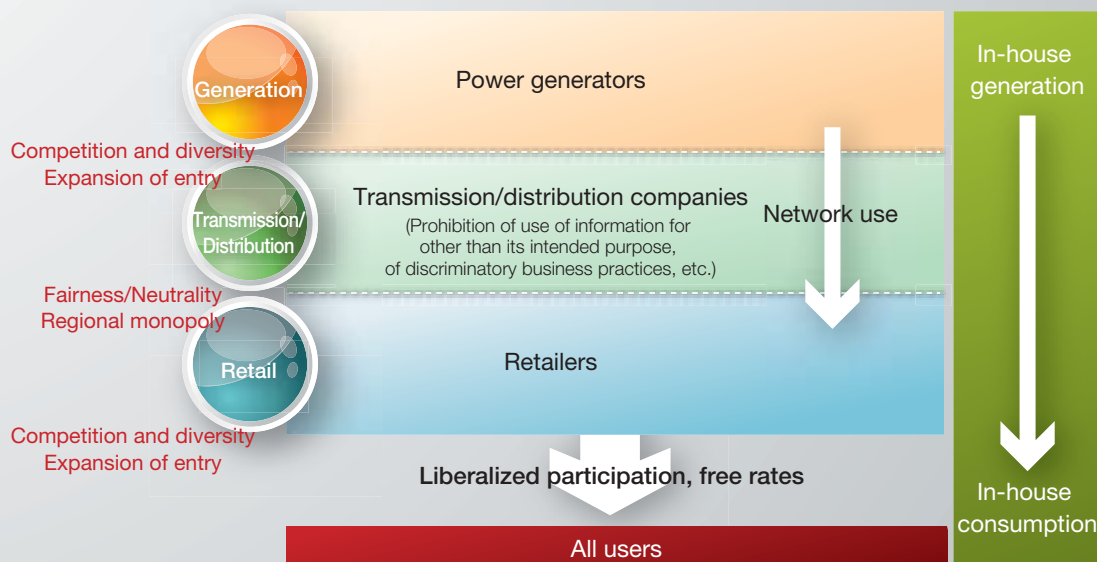 Generation
Power generators
In-house
generation
Competition and diversity
Expansion of entry
Transmission/
Distribution
Transmission/distribution companies
(Prohibition of use of information for
other than its intended purpose,
of discriminatory business practices, etc.)
Network use
Fairness/Neutrality
Regional monopoly
Retail
Retailers
Competition and diversity
Expansion of entry
Liberalized participation, free rates
In-house
consumption
All users